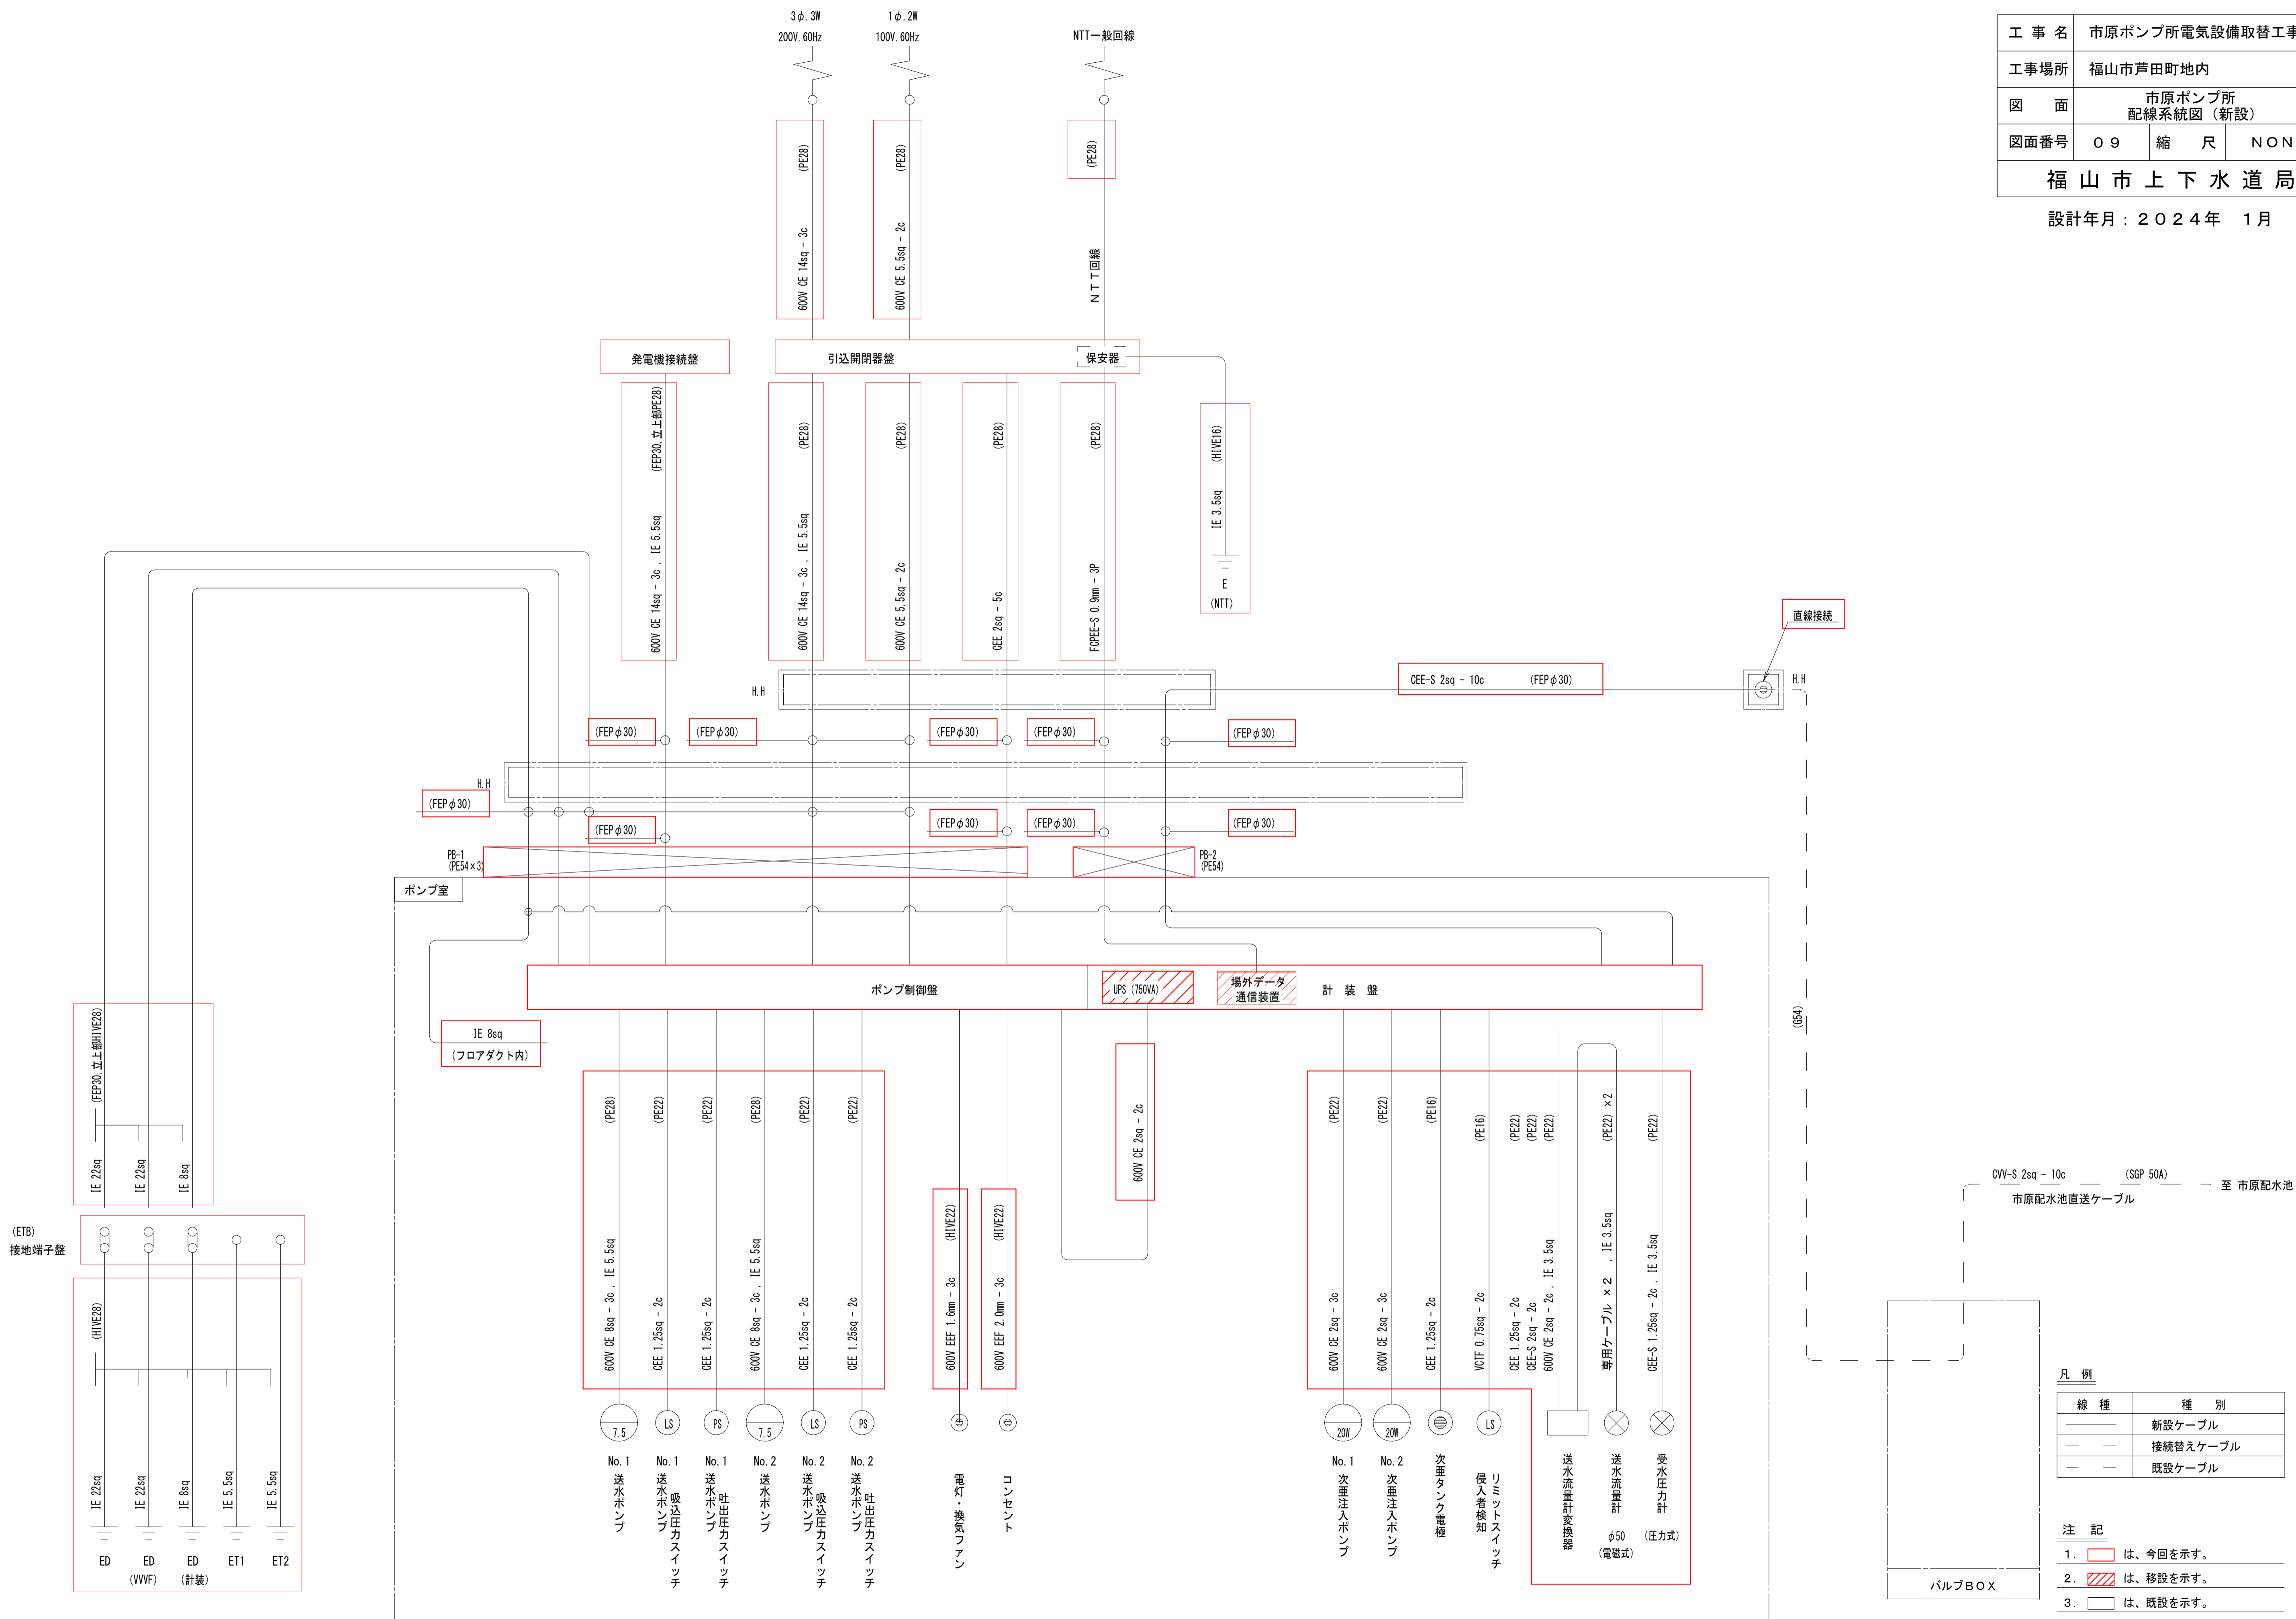 3φ.3W
200V.60Hz
1φ.2W
100V.60Hz
NTT一般回線
工 事 名
市原ポンプ所電気設備取替工事
工事場所
福山市芦田町地内
図 面
市原ポンプ所
配線系統図（新設）
図面番号
０９
縮 尺
ＮＯＮ
福 山 市 上 下 水 道 局
設計年月：２０２４年 １月
(PE28)
600V CE 14sq - 3c
(PE28)
600V CE 5.5sq - 2c
(PE28)
ＮＴＴ回線
発電機接続盤
引込開閉器盤
保安器
(FEP30,立上部PE28)
600V CE 14sq - 3c , IE 5.5sq
(PE28)
600V CE 14sq - 3c , IE 5.5sq
(PE28)
600V CE 5.5sq - 2c
(PE28)
CEE 2sq - 5c
(PE28)
FCPEE-S 0.9mm - 3P
(HIVE16)
IE 3.5sq
E
(NTT)
直線接続
H.H
CEE-S 2sq - 10c (FEPφ30)
H.H
(FEPφ30)
(FEPφ30)
(FEPφ30)
(FEPφ30)
(FEPφ30)
H.H
(FEPφ30)
(FEPφ30)
(FEPφ30)
(FEPφ30)
(FEPφ30)
PB-1
(PE54×3)
PB-2
(PE54)
ポンプ室
ポンプ制御盤
UPS (750VA)
場外データ
通信装置
計 装 盤
IE 8sq
(フロアダクト内)
(G54)
(FEP30,立上部HIVE28)
IE 22sq
IE 22sq
IE 8sq
(ETB)
接地端子盤
(HIVE28)
IE 22sq
IE 22sq
IE 8sq
IE 5.5sq
IE 5.5sq
ED
ED
(VVVF)
ED
(計装)
ET1
ET2
(PE28)
600V CE 8sq - 3c , IE 5.5sq
(PE22)
CEE 1.25sq - 2c
(PE22)
CEE 1.25sq - 2c
(PE28)
600V CE 8sq - 3c , IE 5.5sq
(PE22)
CEE 1.25sq - 2c
(PE22)
CEE 1.25sq - 2c
(HIVE22)
600V EEF 1.6mm - 3c
(HIVE22)
600V EEF 2.0mm - 3c
600V CE 2sq - 2c
(PE22)
600V CE 2sq - 3c
(PE22)
600V CE 2sq - 3c
(PE16)
CEE 1.25sq - 2c
(PE16)
VCTF 0.75sq - 2c
(PE22)
CEE 1.25sq - 2c
(PE22)
CEE-S 2sq - 2c
(PE22)
600V CE 2sq - 2c , IE 3.5sq
(PE22) ×2
専用ケーブル ×２ , IE 3.5sq
(PE22)
CEE-S 1.25sq - 2c , IE 3.5sq
7.5
LS
PS
7.5
LS
PS
20W
20W
LS
No.1
送水ポンプ
No.1
送水ポンプ
吸込圧力スイッチ
No.1
送水ポンプ
吐出圧力スイッチ
No.2
送水ポンプ
No.2
送水ポンプ
吸込圧力スイッチ
No.2
送水ポンプ
吐出圧力スイッチ
電灯・換気ファン
コンセント
No.1
次亜注入ポンプ
No.2
次亜注入ポンプ
次亜タンク電極
侵入者検知
リミットスイッチ
送水流量計変換器
送水流量計
φ50
(電磁式)
受水圧力計
(圧力式)
CVV-S 2sq - 10c (SGP 50A)
市原配水池直送ケーブル
至 市原配水池
バルブＢＯＸ
凡 例
線 種
種 別
新設ケーブル
接続替えケーブル
既設ケーブル
注 記
1. は、今回を示す。
2. は、移設を示す。
3. は、既設を示す。